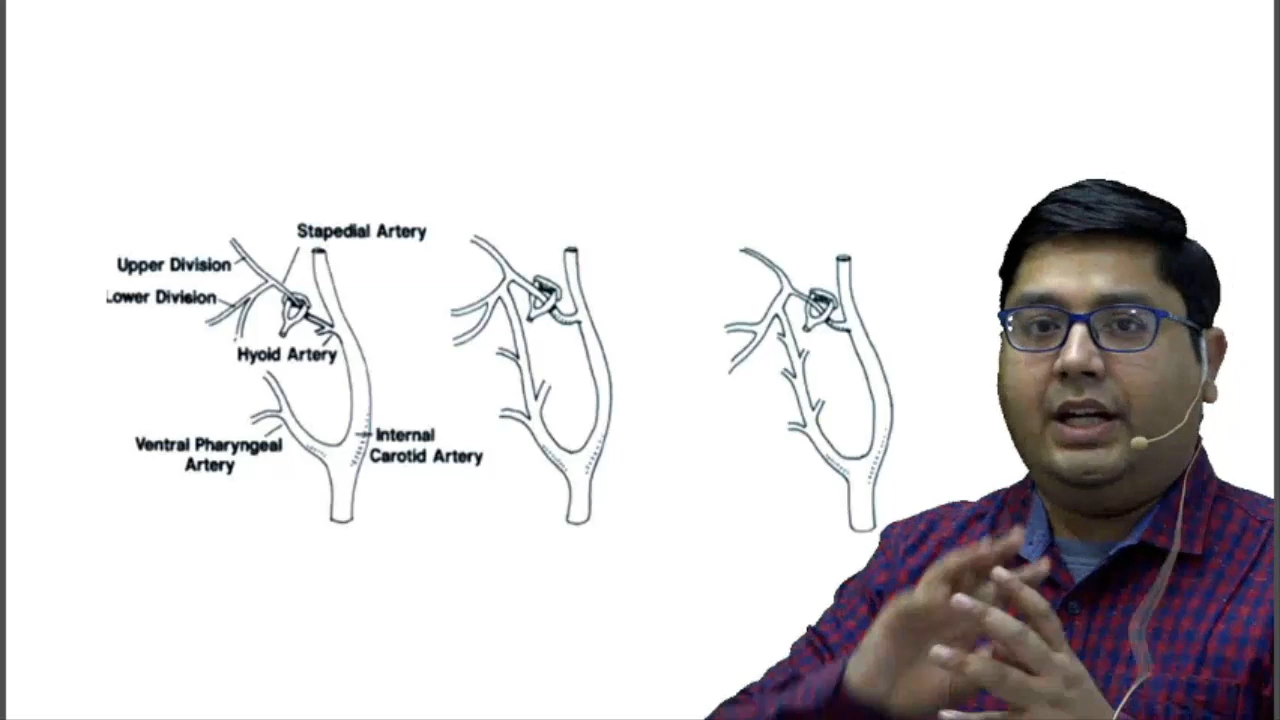 Stapedial Artery
Upper Division
Lower Division
Hyoid Artery
Ventral Pharyngeal
Artery
Internal
Carotid Artery